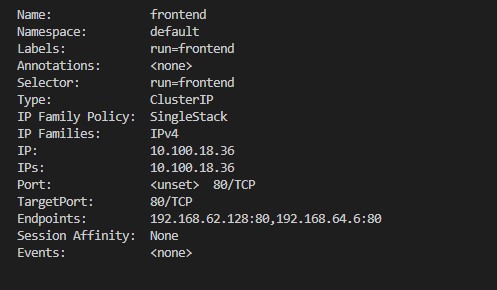 Name: frontend
Namespace: default
Labels: run=frontend
Annotations: <none>
Selector: run=frontend
Type: ClusterIP
IP Family Policy: SingleStack
IP Families: IPv4
IP: 10.100.18.36
IPs: 10.100.18.36
Port: <unset> 80/TCP
TargetPort: 80/TCP
Endpoints: 192.168.62.128:80,192.168.64.6:80
Session Affinity: None
Events: <none>